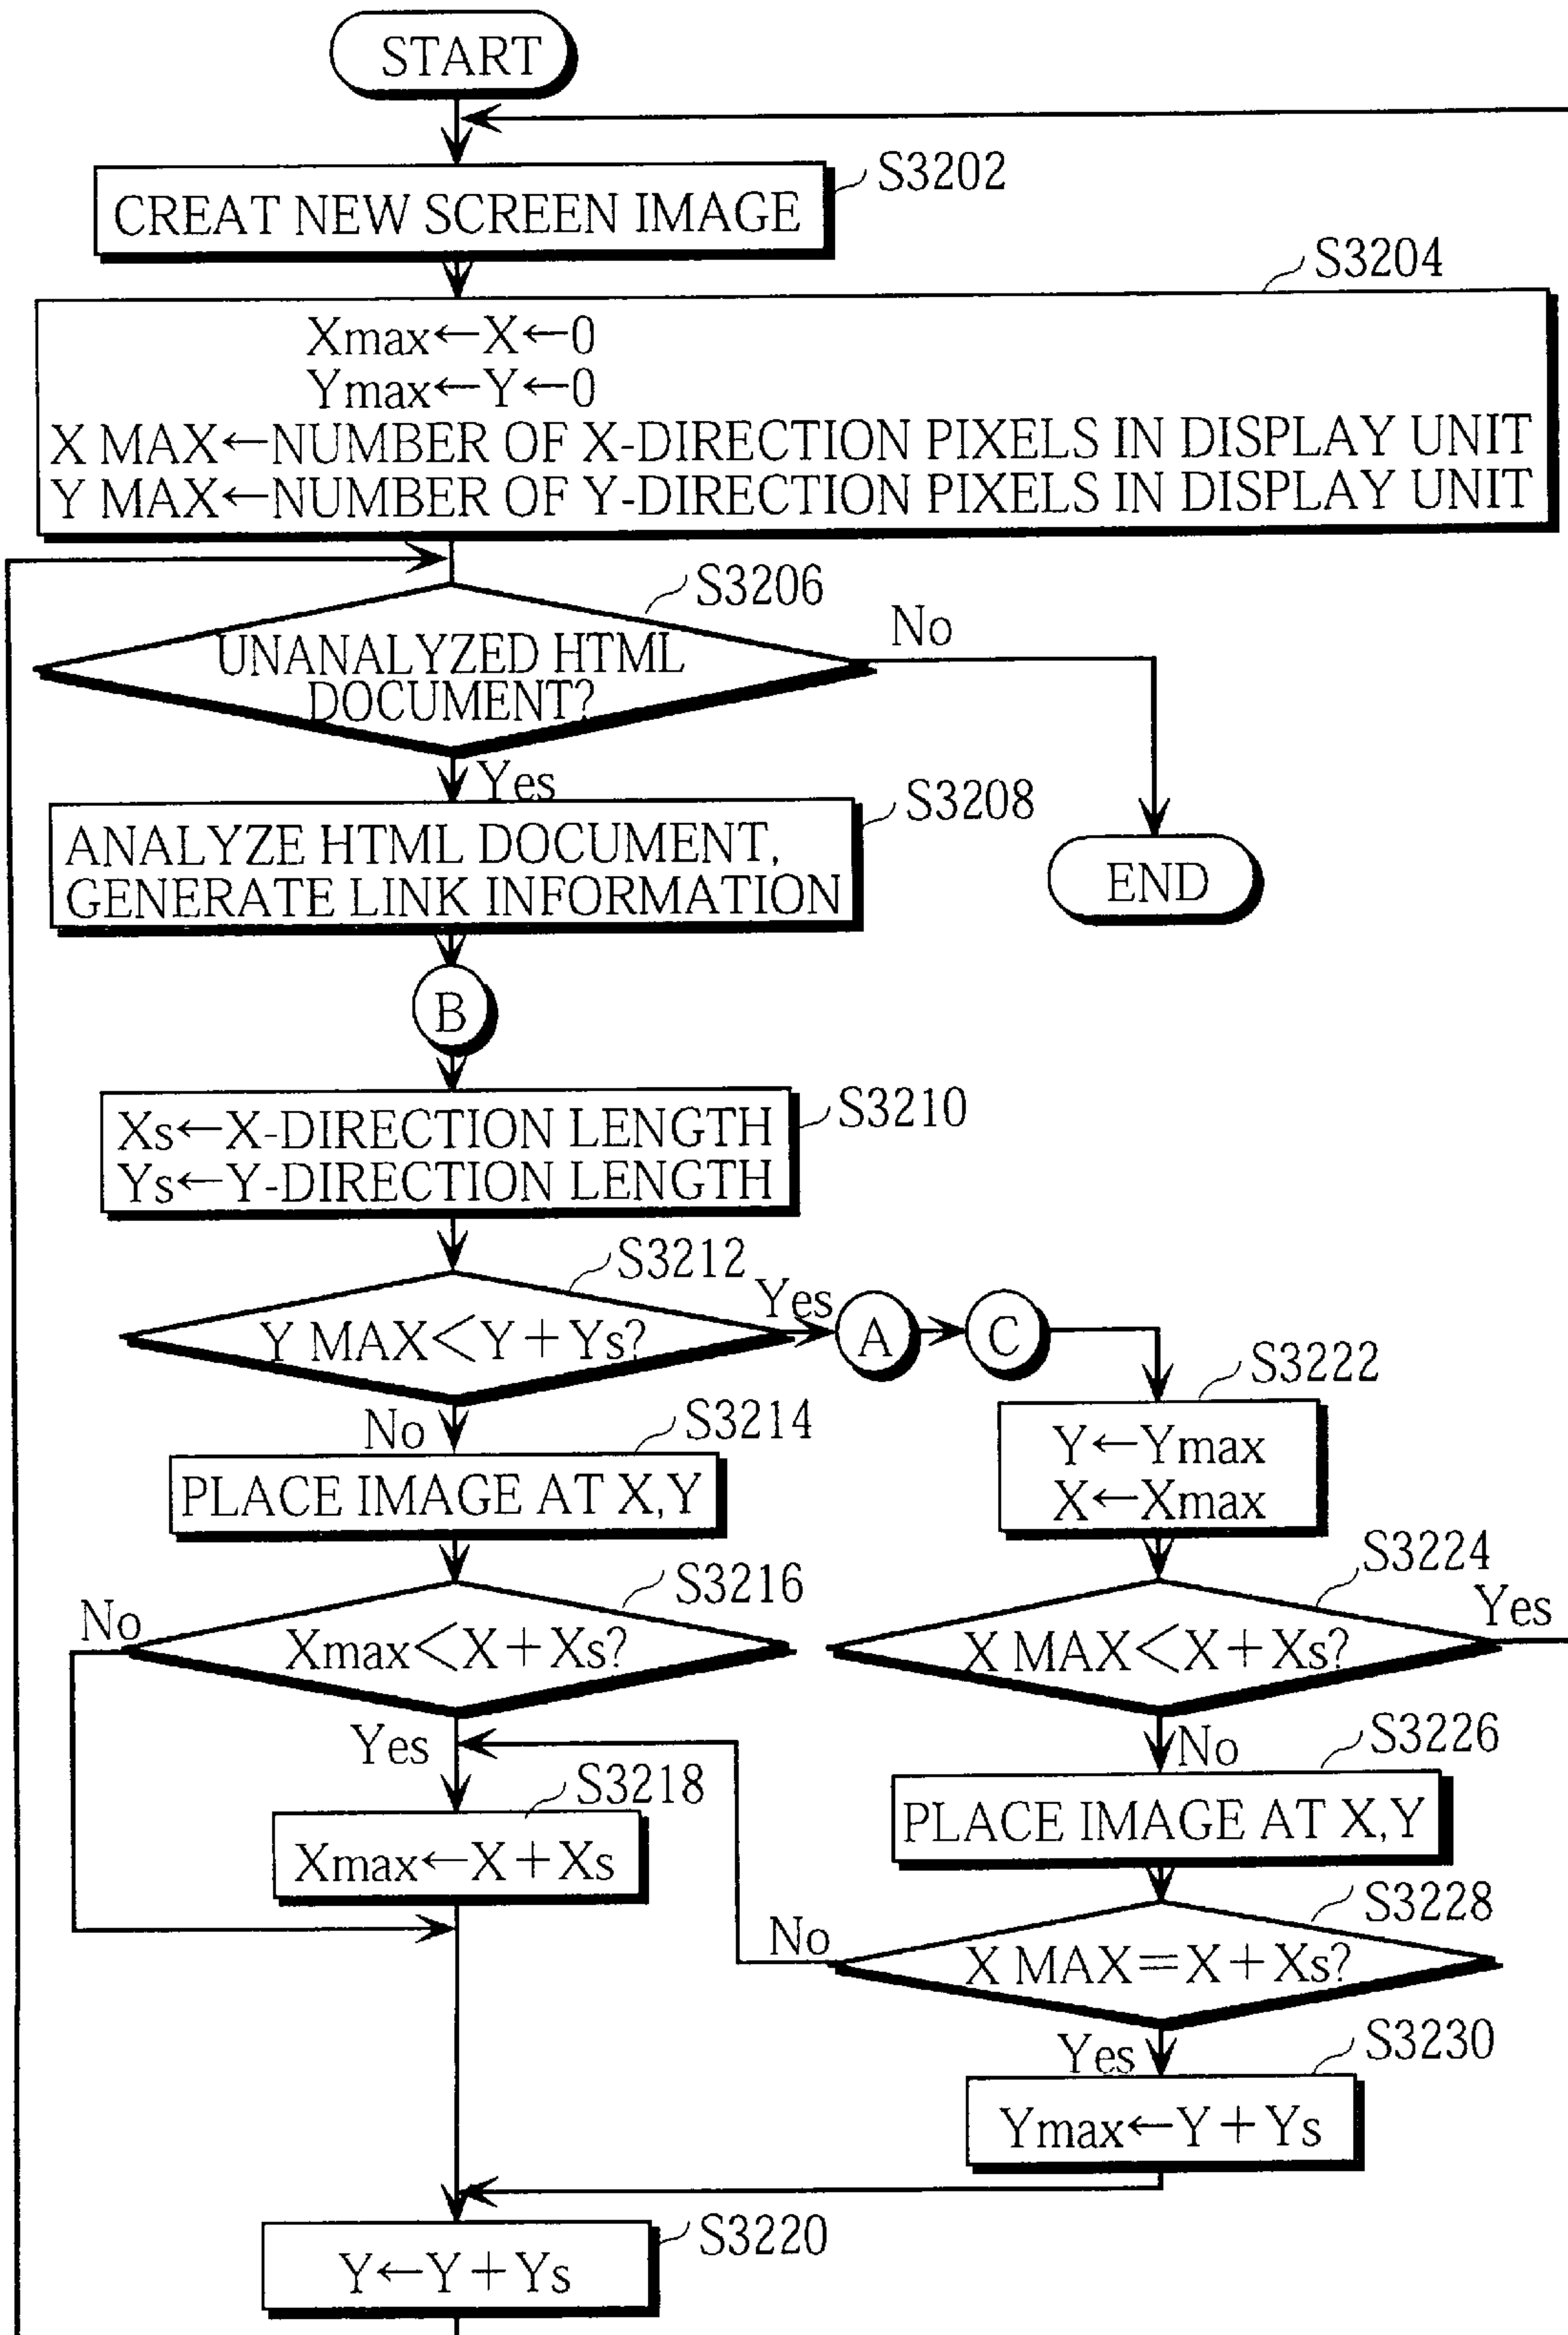 START
CREAT NEW SCREEN IMAGE
S3202
S3204
Xmax←X←0
Ymax←Y←0
X MAX←NUMBER OF X-DIRECTION PIXELS IN DISPLAY UNIT
Y MAX←NUMBER OF Y-DIRECTION PIXELS IN DISPLAY UNIT
S3206
UNANALYZED HTML
DOCUMENT?
No
Yes
S3208
ANALYZE HTML DOCUMENT,
GENERATE LINK INFORMATION
END
B
S3210
Xs←X-DIRECTION LENGTH
Ys←Y-DIRECTION LENGTH
S3212
Y MAX<Y+Ys?
Yes
A
C
No
S3214
PLACE IMAGE AT X,Y
S3222
Y←Ymax
X←Xmax
S3216
No
Xmax<X+Xs?
Yes
S3224
X MAX<X+Xs?
Yes
No
S3218
Xmax←X+Xs
S3226
PLACE IMAGE AT X,Y
S3228
No
X MAX=X+Xs?
Yes
S3230
Ymax←Y+Ys
S3220
Y←Y+Ys